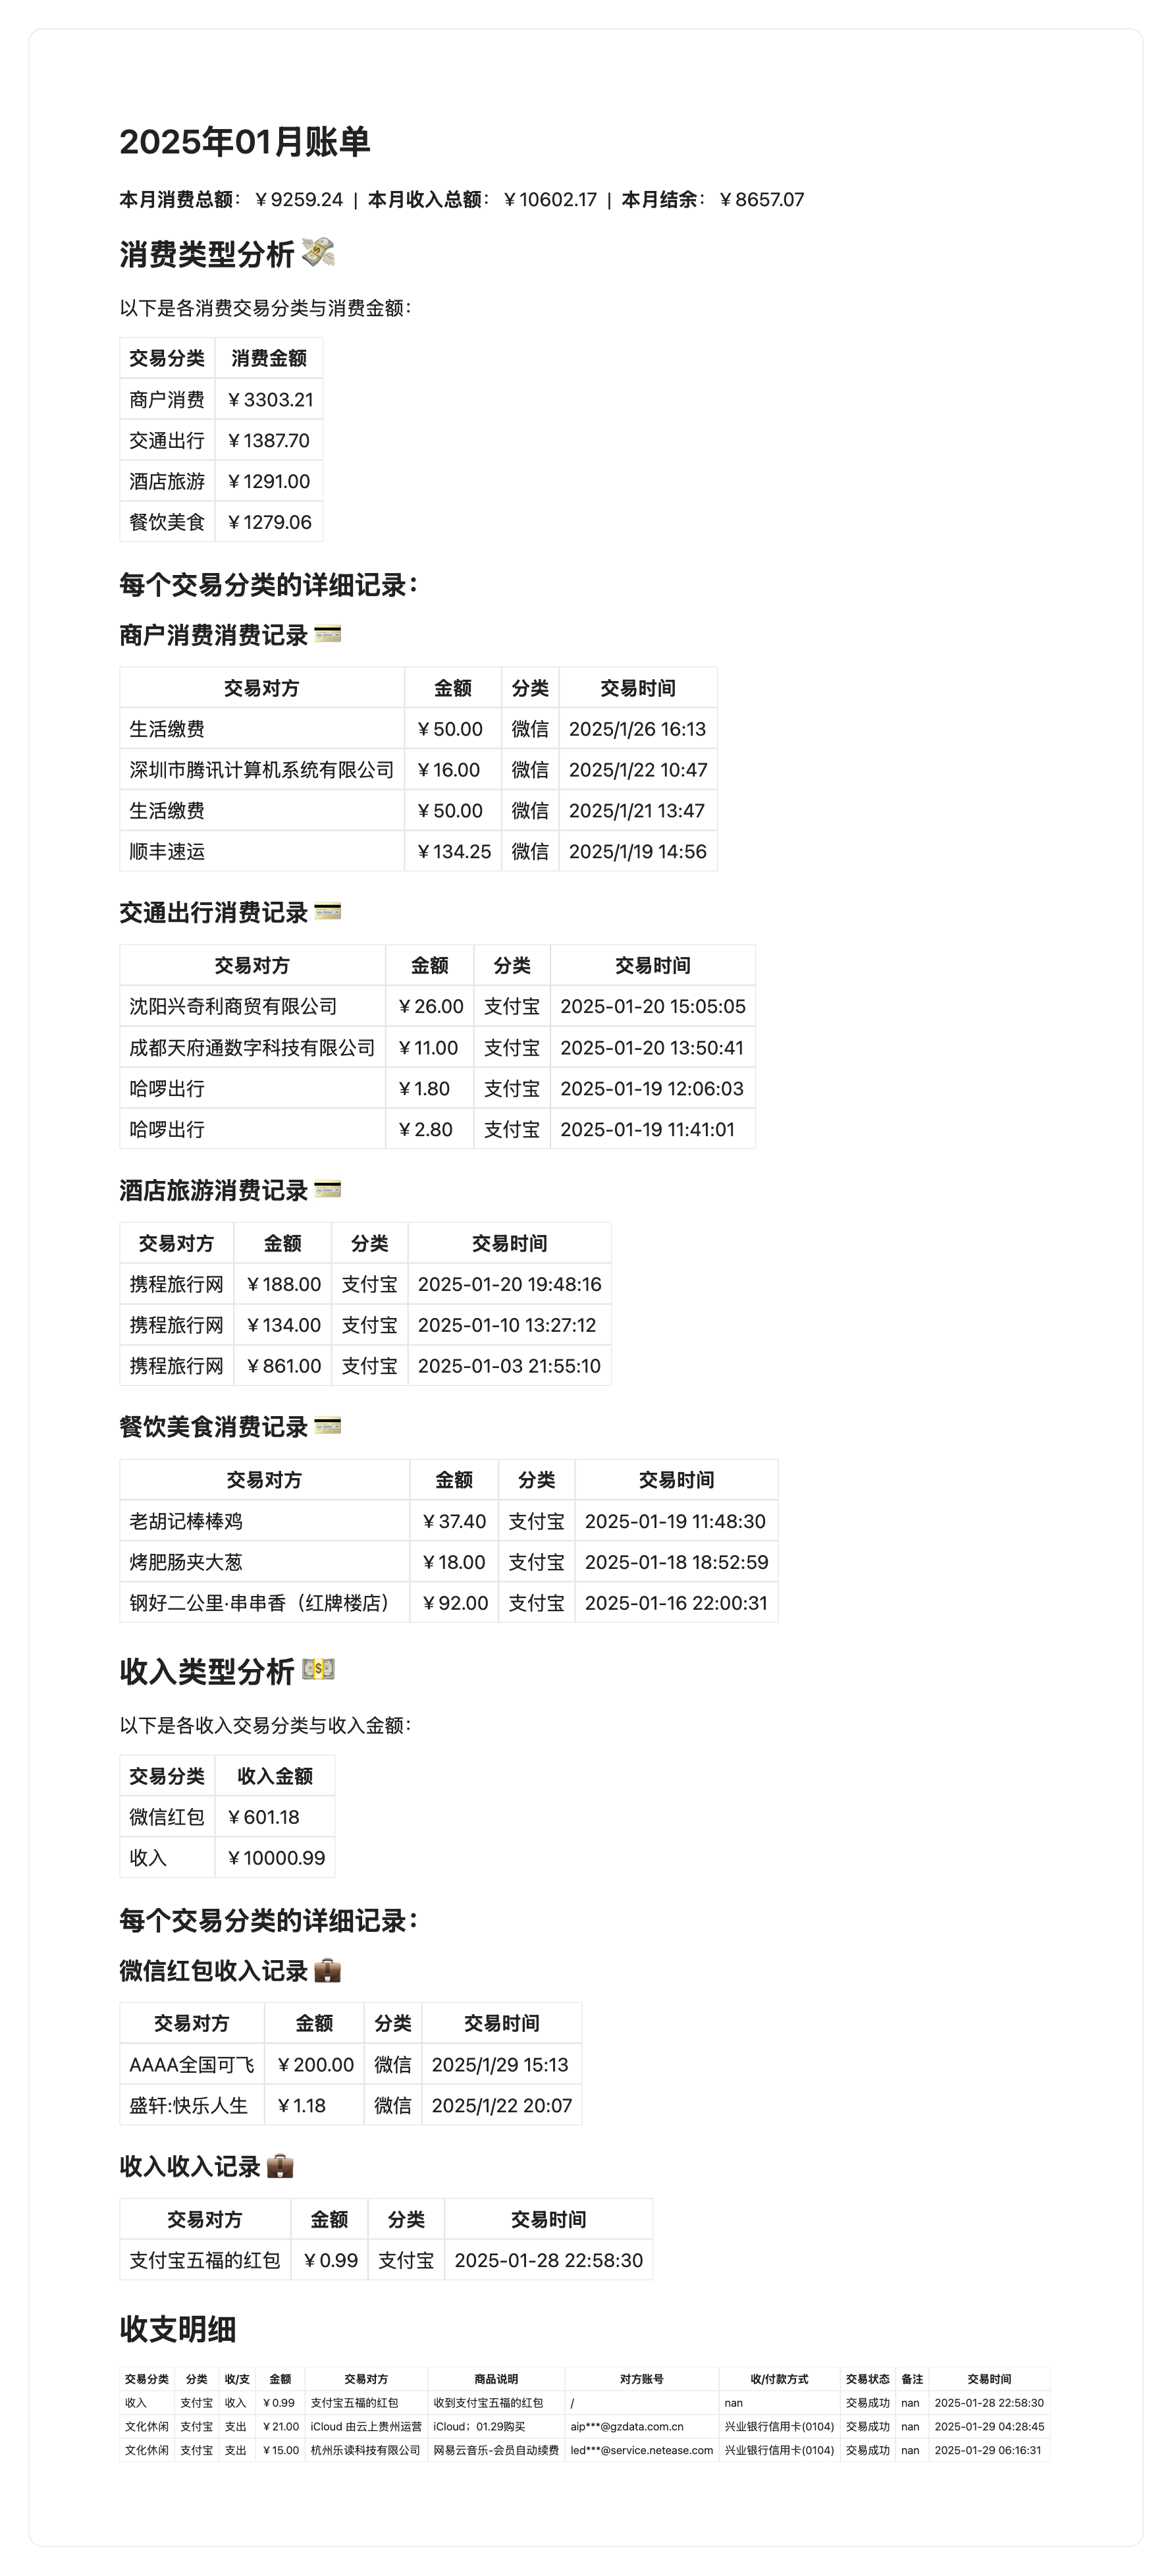 2025年01月账单
本月消费总额：￥9259.24 | 本月收入总额：￥10602.17 | 本月结余：￥8657.07
消费类型分析 💸
以下是各消费交易分类与消费金额：
交易分类 消费金额
商户消费 ￥3303.21
交通出行 ￥1387.70
酒店旅游 ￥1291.00
餐饮美食 ￥1279.06
每个交易分类的详细记录：
商户消费消费记录 💳
交易对方 金额 分类 交易时间
生活缴费 ￥50.00 微信 2025/1/26 16:13
深圳市腾讯计算机系统有限公司 ￥16.00 微信 2025/1/22 10:47
生活缴费 ￥50.00 微信 2025/1/21 13:47
顺丰速运 ￥134.25 微信 2025/1/19 14:56
交通出行消费记录 💳
交易对方 金额 分类 交易时间
沈阳兴奇利商贸有限公司 ￥26.00 支付宝 2025-01-20 15:05:05
成都天府通数字科技有限公司 ￥11.00 支付宝 2025-01-20 13:50:41
哈啰出行 ￥1.80 支付宝 2025-01-19 12:06:03
哈啰出行 ￥2.80 支付宝 2025-01-19 11:41:01
酒店旅游消费记录 💳
交易对方 金额 分类 交易时间
携程旅行网 ￥188.00 支付宝 2025-01-20 19:48:16
携程旅行网 ￥134.00 支付宝 2025-01-10 13:27:12
携程旅行网 ￥861.00 支付宝 2025-01-03 21:55:10
餐饮美食消费记录 💳
交易对方 金额 分类 交易时间
老胡记棒棒鸡 ￥37.40 支付宝 2025-01-19 11:48:30
烤肥肠夹大葱 ￥18.00 支付宝 2025-01-18 18:52:59
钢好二公里·串串香（红牌楼店） ￥92.00 支付宝 2025-01-16 22:00:31
收入类型分析 💵
以下是各收入交易分类与收入金额：
交易分类 收入金额
微信红包 ￥601.18
收入 ￥10000.99
每个交易分类的详细记录：
微信红包收入记录 💼
交易对方 金额 分类 交易时间
AAAA全国可飞 ￥200.00 微信 2025/1/29 15:13
盛轩:快乐人生 ￥1.18 微信 2025/1/22 20:07
收入收入记录 💼
交易对方 金额 分类 交易时间
支付宝五福的红包 ￥0.99 支付宝 2025-01-28 22:58:30
收支明细
交易分类 分类 收/支 金额 交易对方 商品说明 对方账号 收/付款方式 交易状态 备注 交易时间
收入 支付宝 收入 ￥0.99 支付宝五福的红包 收到支付宝五福的红包 / nan 交易成功 nan 2025-01-28 22:58:30
文化休闲 支付宝 支出 ￥21.00 iCloud 由云上贵州运营 iCloud；01.29购买 aip***@gzdata.com.cn 兴业银行信用卡(0104) 交易成功 nan 2025-01-29 04:28:45
文化休闲 支付宝 支出 ￥15.00 杭州乐读科技有限公司 网易云音乐-会员自动续费 led***@service.netease.com 兴业银行信用卡(0104) 交易成功 nan 2025-01-29 06:16:31